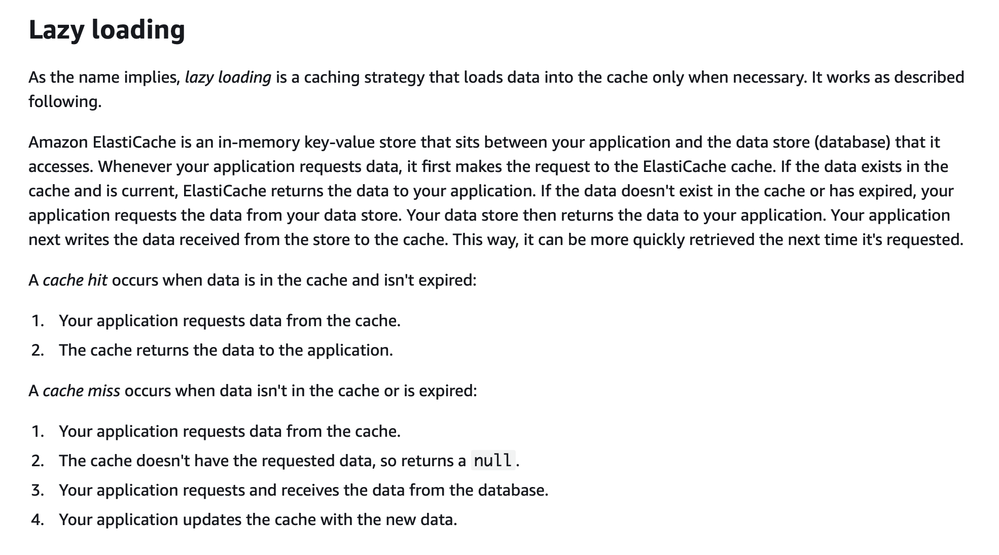 Lazy loading
As the name implies, lazy loading is a caching strategy that loads data into the cache only when necessary. It works as described
following.
Amazon ElastiCache is an in-memory key-value store that sits between your application and the data store (database) that it
accesses. Whenever your application requests data, it first makes the request to the ElastiCache cache. If the data exists in the
cache and is current, ElastiCache returns the data to your application. If the data doesn't exist in the cache or has expired, your
application requests the data from your data store. Your data store then returns the data to your application. Your application
next writes the data received from the store to the cache. This way, it can be more quickly retrieved the next time it's requested.
A cache hit occurs when data is in the cache and isn't expired:
1. Your application requests data from the cache.
2. The cache returns the data to the application.
A cache miss occurs when data isn't in the cache or is expired:
1. Your application requests data from the cache.
2. The cache doesn't have the requested data, so returns a null.
3. Your application requests and receives the data from the database.
4. Your application updates the cache with the new data.